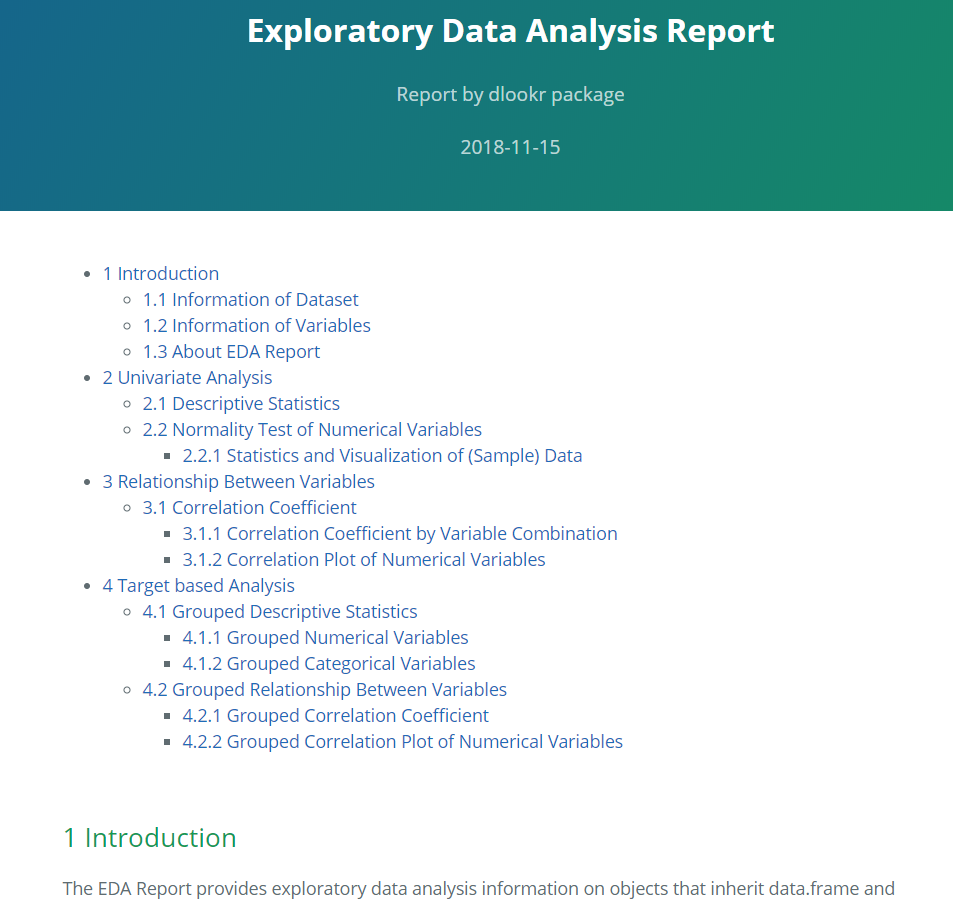 Exploratory Data Analysis Report
Report by dlookr package
2018-11-15
1 Introduction
1.1 Information of Dataset
1.2 Information of Variables
1.3 About EDA Report
2 Univariate Analysis
2.1 Descriptive Statistics
2.2 Normality Test of Numerical Variables
2.2.1 Statistics and Visualization of (Sample) Data
3 Relationship Between Variables
3.1 Correlation Coefficient
3.1.1 Correlation Coefficient by Variable Combination
3.1.2 Correlation Plot of Numerical Variables
4 Target based Analysis
4.1 Grouped Descriptive Statistics
4.1.1 Grouped Numerical Variables
4.1.2 Grouped Categorical Variables
4.2 Grouped Relationship Between Variables
4.2.1 Grouped Correlation Coefficient
4.2.2 Grouped Correlation Plot of Numerical Variables
1 Introduction
The EDA Report provides exploratory data analysis information on objects that inherit data.frame and